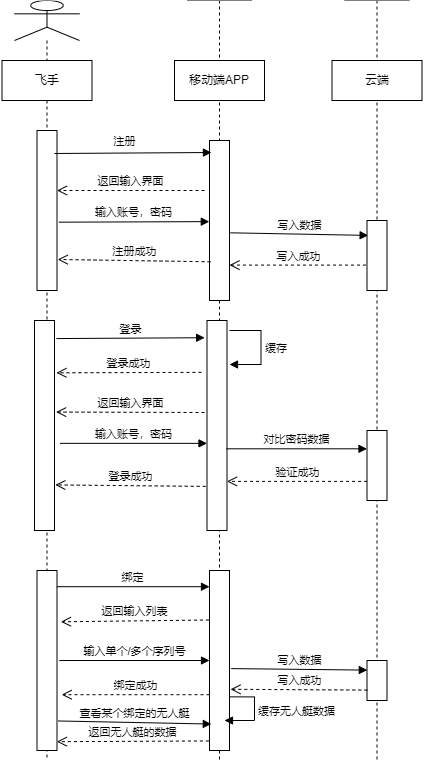 飞手
移动端APP
云端
注册
返回输入界面
输入账号，密码
写入数据
注册成功
写入成功
登录
缓存
登录成功
返回输入界面
输入账号，密码
对比密码数据
登录成功
验证成功
绑定
返回输入列表
输入单个/多个序列号
写入数据
绑定成功
写入成功
查看某个绑定的无人艇
缓存无人艇数据
返回无人艇的数据